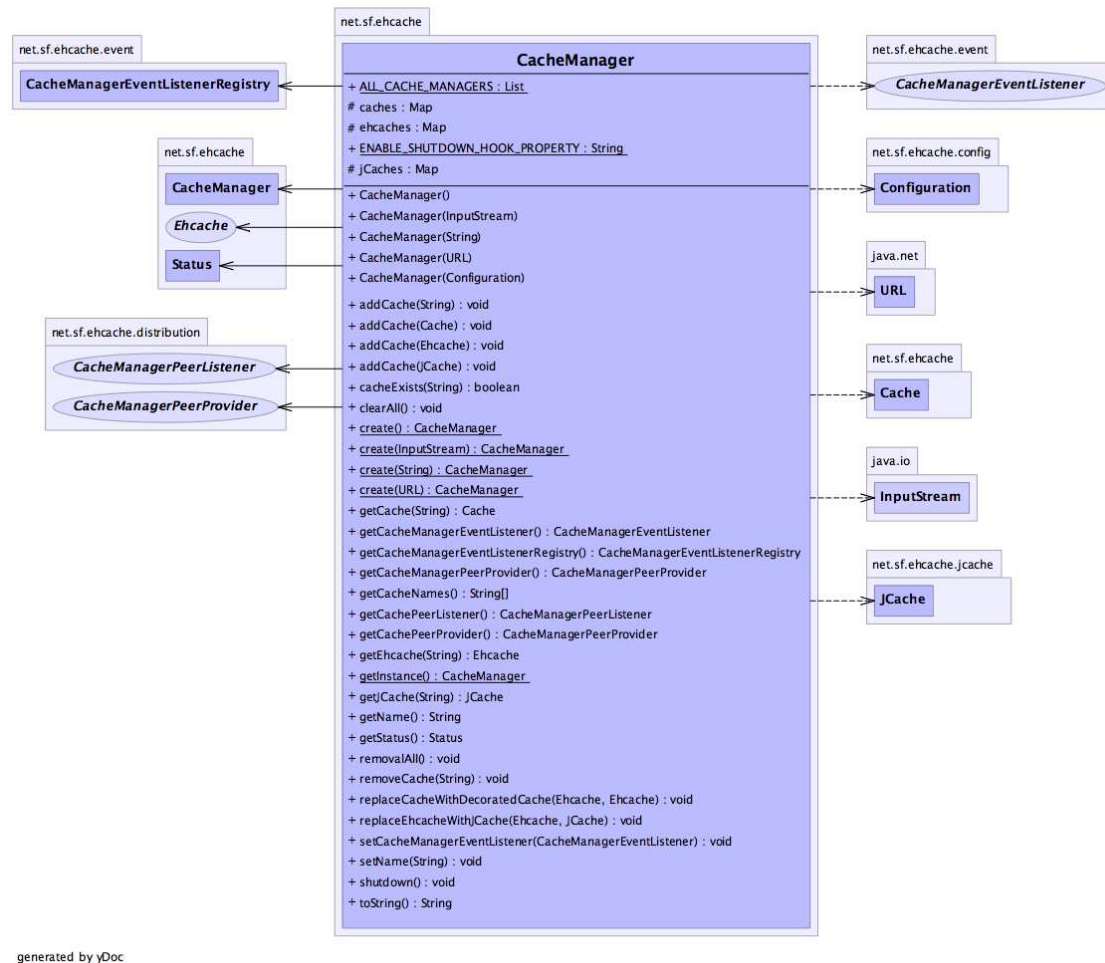 net.sf.ehcache
net.sf.ehcache.event
CacheManagerEventListenerRegistry
net.sf.ehcache
CacheManager
Ehcache
Status
net.sf.ehcache.distribution
CacheManagerPeerListener
CacheManagerPeerProvider
CacheManager
+ ALL_CACHE_MANAGERS : List
# caches : Map
# ehcaches : Map
+ ENABLE_SHUTDOWN_HOOK_PROPERTY : String
# jCaches : Map
+ CacheManager()
+ CacheManager(InputStream)
+ CacheManager(String)
+ CacheManager(URL)
+ CacheManager(Configuration)
+ addCache(String) : void
+ addCache(Cache) : void
+ addCache(Ehcache) : void
+ addCache(JCache) : void
+ cacheExists(String) : boolean
+ clearAll() : void
+ create() : CacheManager
+ create(InputStream) : CacheManager
+ create(String) : CacheManager
+ create(URL) : CacheManager
+ getCache(String) : Cache
+ getCacheManagerEventListener() : CacheManagerEventListener
+ getCacheManagerEventListenerRegistry() : CacheManagerEventListenerRegistry
+ getCacheManagerPeerProvider() : CacheManagerPeerProvider
+ getCacheNames() : String[]
+ getCachePeerListener() : CacheManagerPeerListener
+ getCachePeerProvider() : CacheManagerPeerProvider
+ getEhcache(String) : Ehcache
+ getInstance() : CacheManager
+ getJCache(String) : JCache
+ getName() : String
+ getStatus() : Status
+ removalAll() : void
+ removeCache(String) : void
+ replaceCacheWithDecoratedCache(Ehcache, Ehcache) : void
+ replaceEhcacheWithJCache(Ehcache, JCache) : void
+ setCacheManagerEventListener(CacheManagerEventListener) : void
+ setName(String) : void
+ shutdown() : void
+ toString() : String
net.sf.ehcache.event
CacheManagerEventListener
net.sf.ehcache.config
Configuration
java.net
URL
net.sf.ehcache
Cache
java.io
InputStream
net.sf.ehcache.jcache
JCache
generated by yDoc